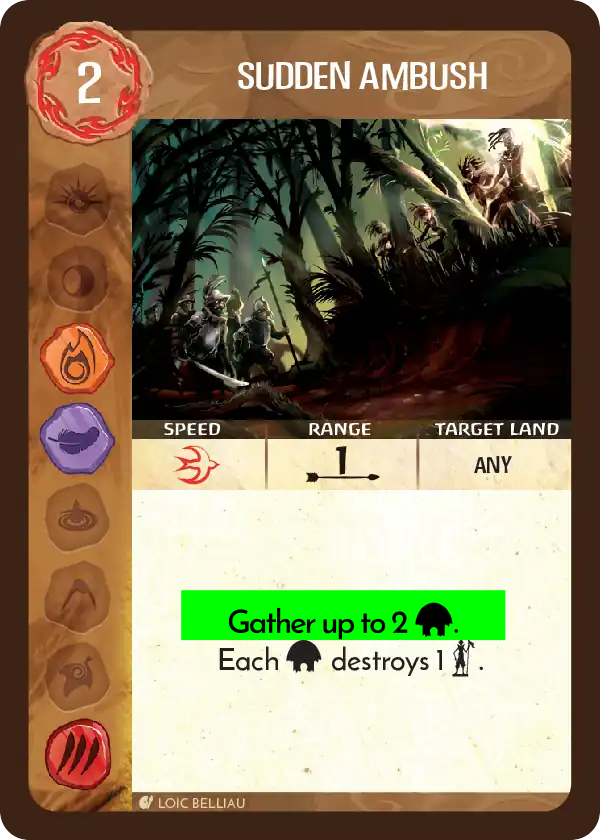 2
SUDDEN AMBUSH
SPEED RANGE TARGET LAND
1 ANY
Gather up to 2 .
Each destroys 1 .
LOIC BELLIAU